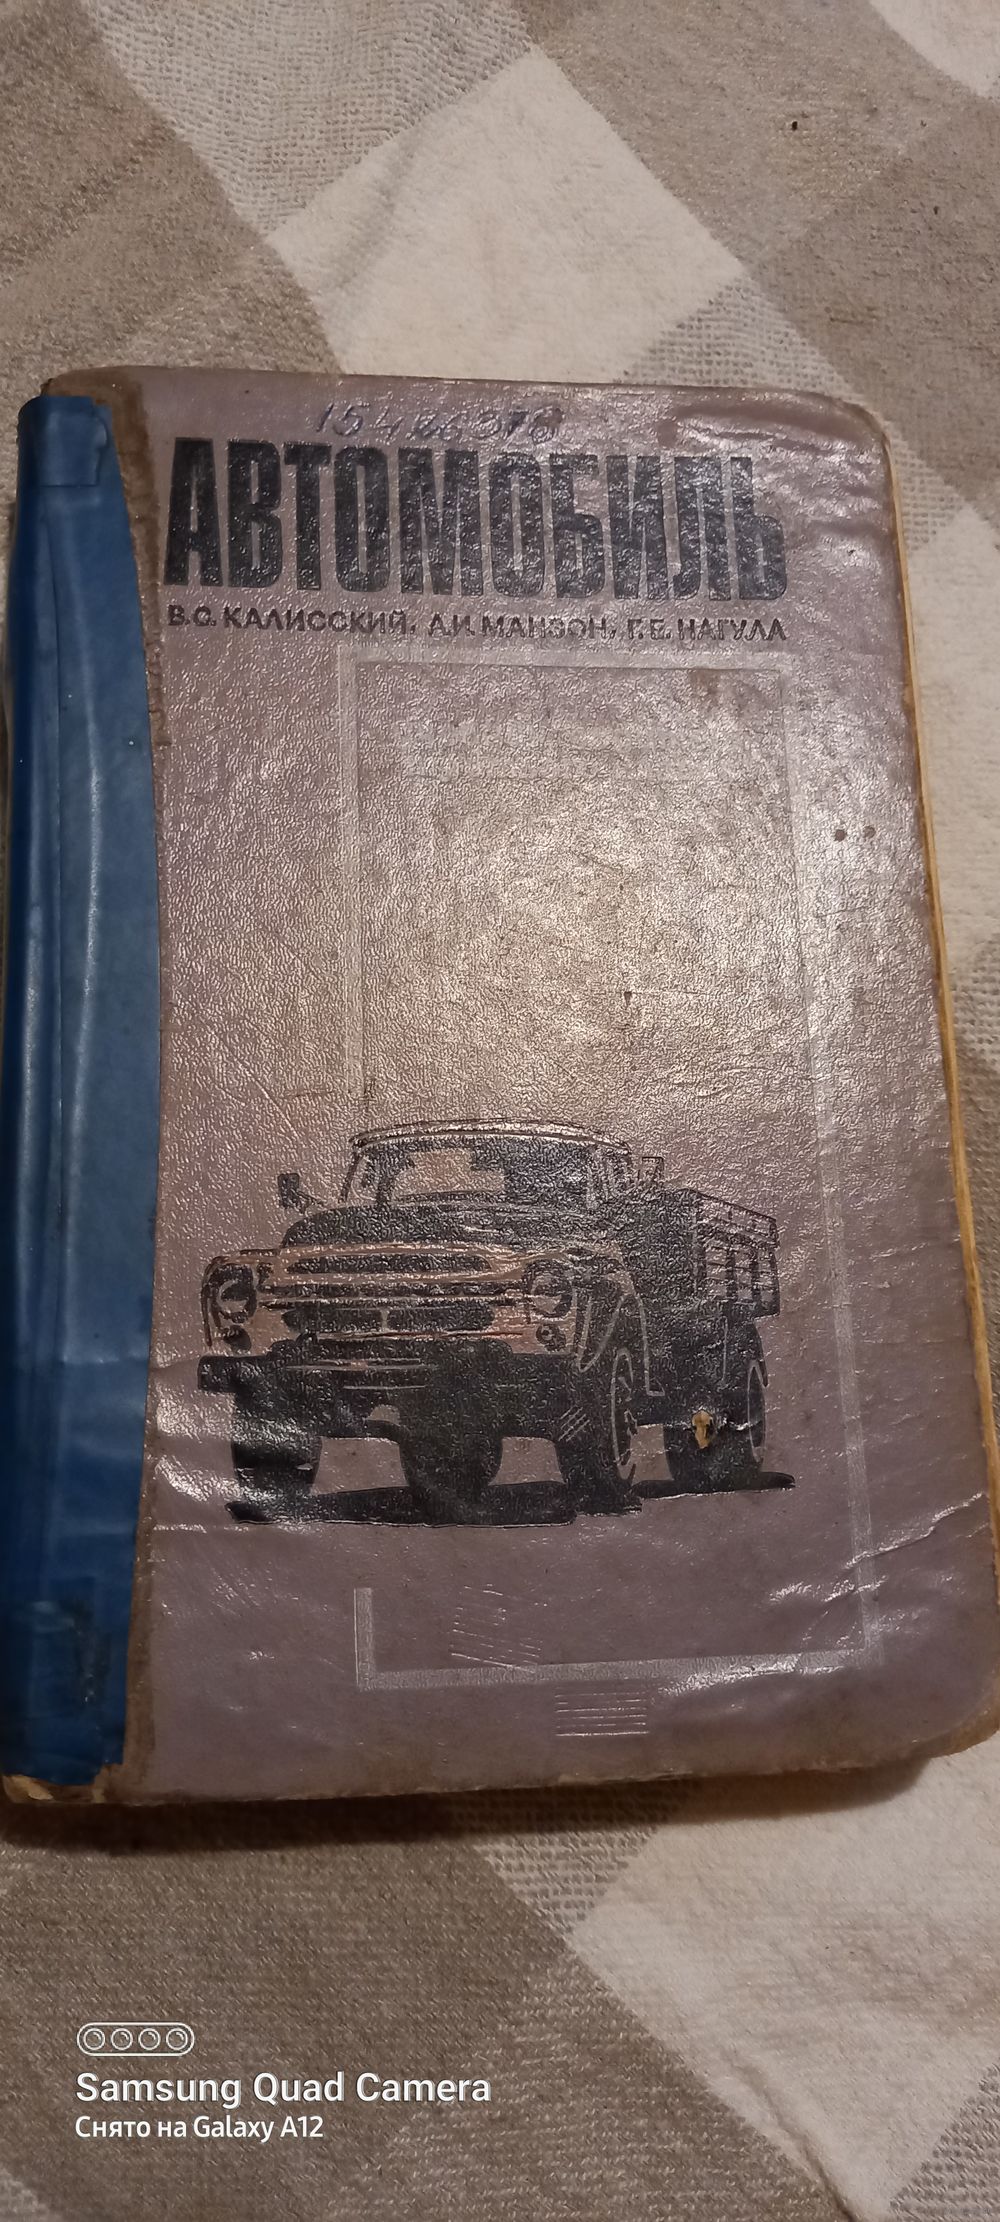 АВТОМОБИЛЬ
В.С. КАЛИССКИЙ, А.И. МАНЗОН, Г.Е. НАГУЛА
Samsung Quad Camera
Снято на Galaxy A12